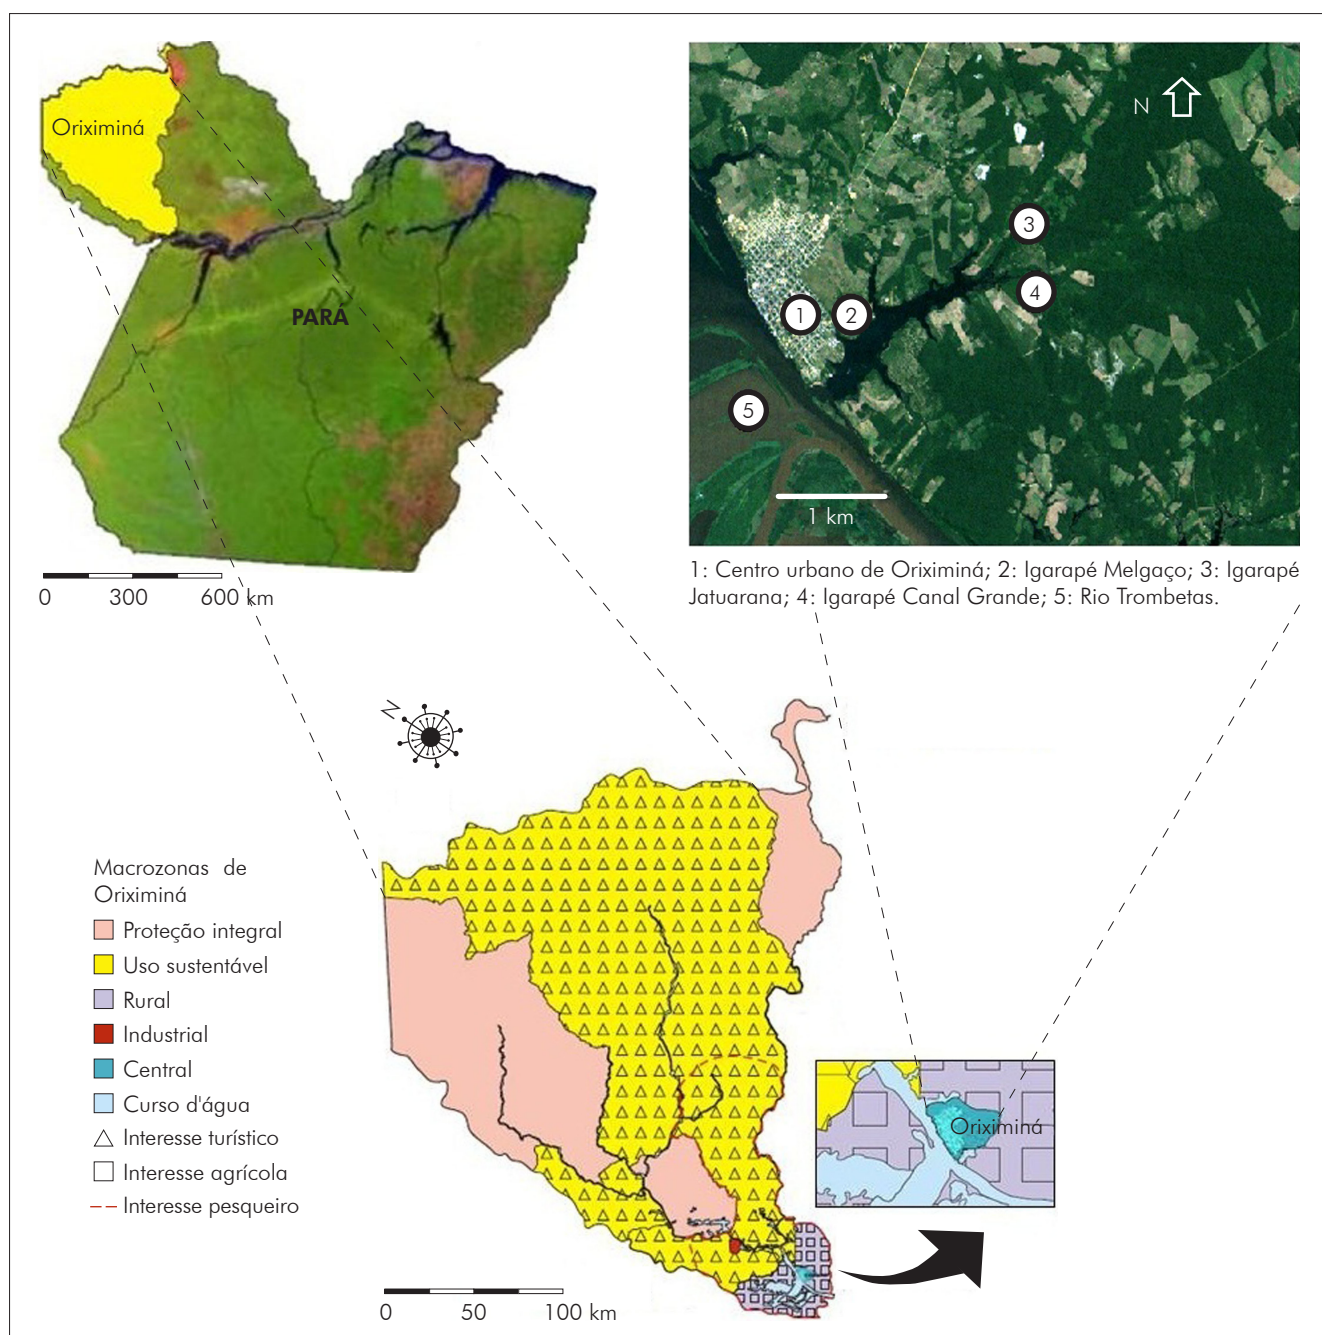 Oriximiná
PARÁ
0 300 600 km
N
1
2
3
4
5
1 km
1: Centro urbano de Oriximiná; 2: Igarapé Melgaço; 3: Igarapé
Jatuarana; 4: Igarapé Canal Grande; 5: Rio Trombetas.
N
Macrozonas de
Oriximiná
Proteção integral
Uso sustentável
Rural
Industrial
Central
Curso d'água
Interesse turístico
Interesse agrícola
Interesse pesqueiro
Oriximiná
0 50 100 km